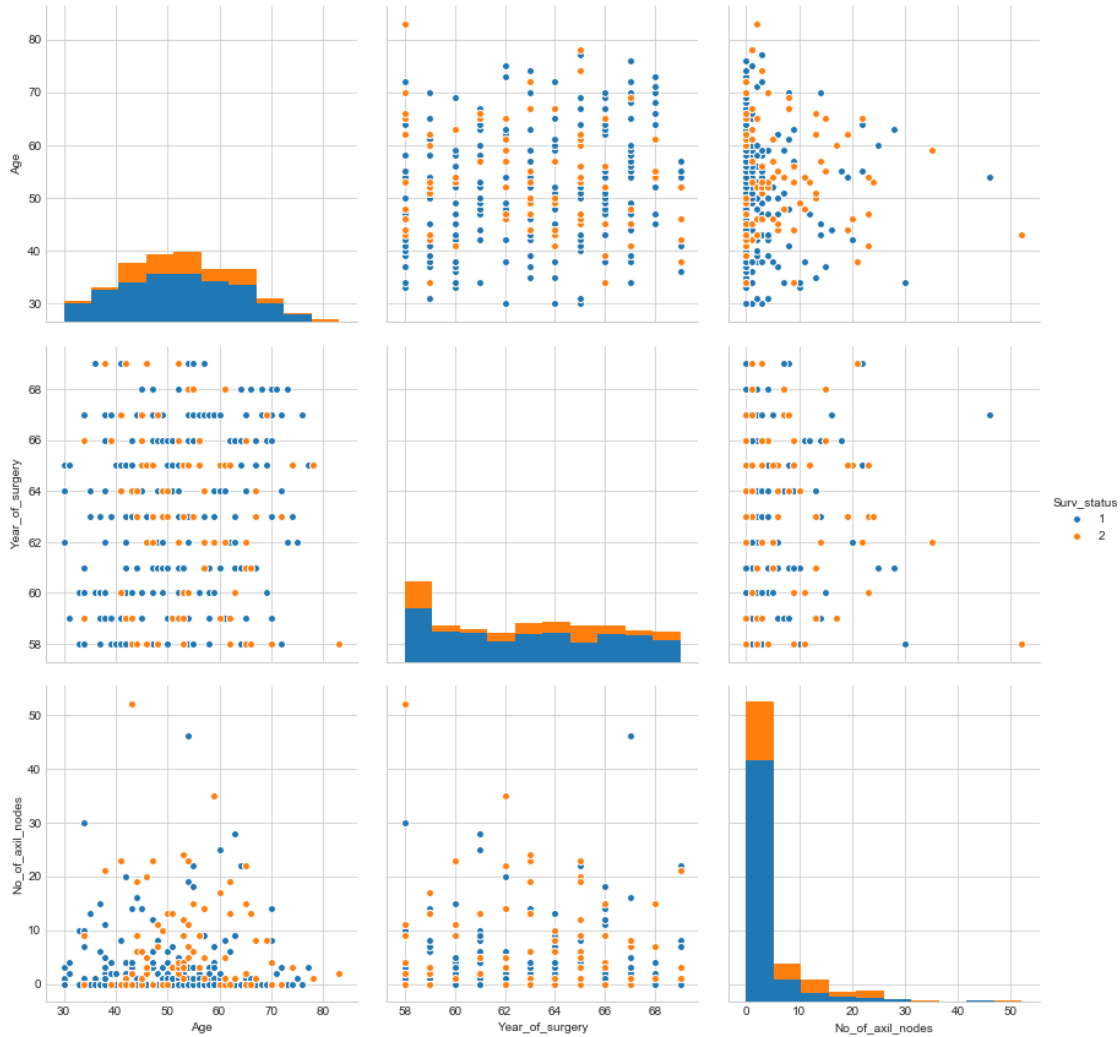 80
70
60
50
40
30
Age
68
66
64
62
60
58
Year_of_surgery
Surv_status
1
2
50
40
30
20
10
0
No_of_axil_nodes
30 40 50 60 70 80
Age
58 60 62 64 66 68
Year_of_surgery
0 10 20 30 40 50
No_of_axil_nodes